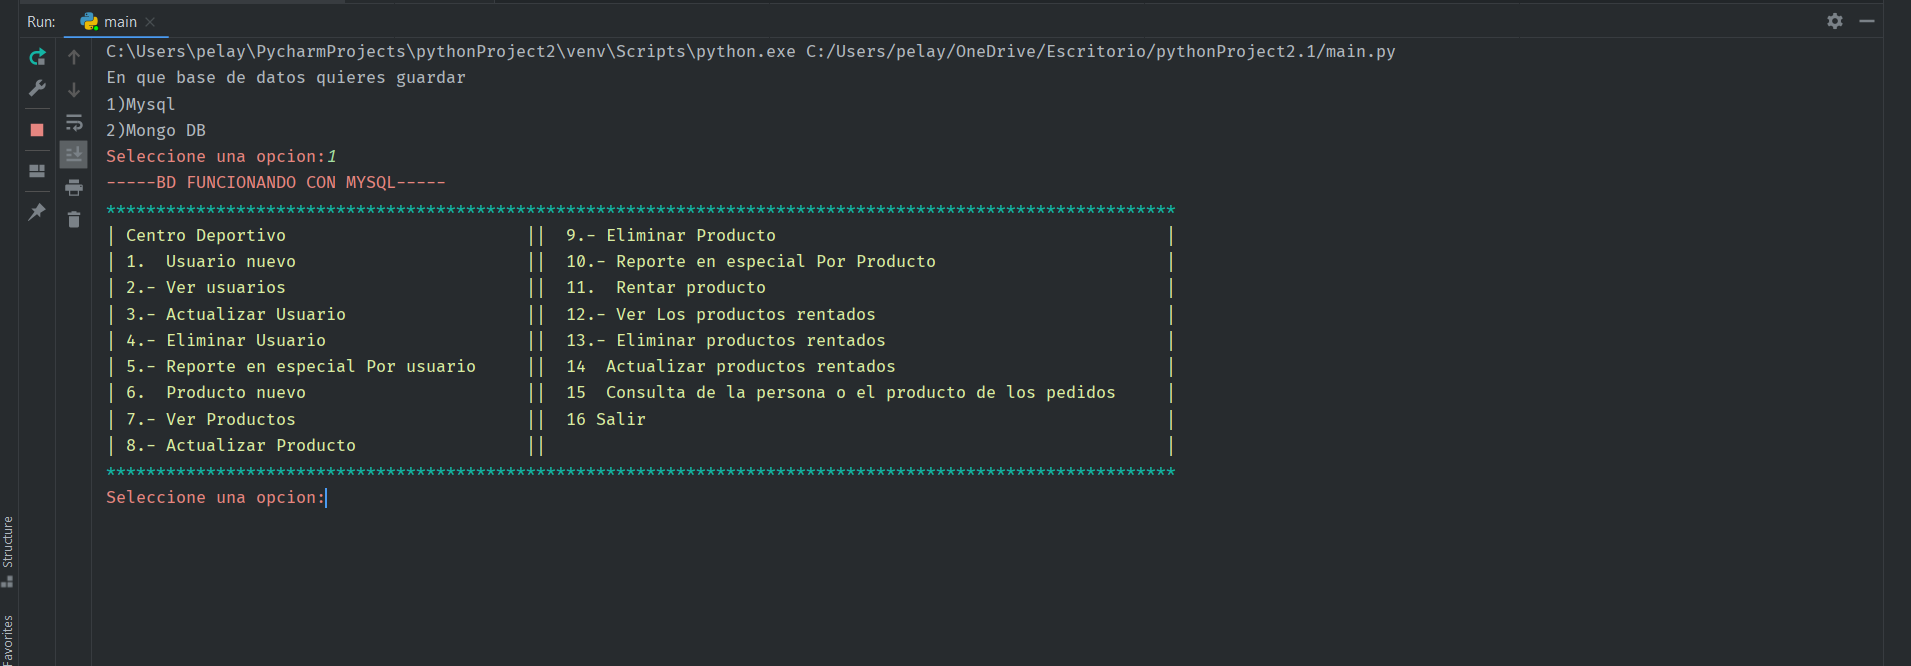 Run: main
C:\Users\pelay\PycharmProjects\pythonProject2\venv\Scripts\python.exe C:/Users/pelay/OneDrive/Escritorio/pythonProject2.1/main.py
En que base de datos quieres guardar
1)Mysql
2)Mongo DB
Seleccione una opcion:1
-----BD FUNCIONANDO CON MYSQL-----
***********************************************************************************************************
| Centro Deportivo                        ||  9.- Eliminar Producto                                       |
| 1.  Usuario nuevo                       ||  10.- Reporte en especial Por Producto                       |
| 2.- Ver usuarios                        ||  11.  Rentar producto                                        |
| 3.- Actualizar Usuario                  ||  12.- Ver Los productos rentados                             |
| 4.- Eliminar Usuario                    ||  13.- Eliminar productos rentados                            |
| 5.- Reporte en especial Por usuario     ||  14  Actualizar productos rentados                           |
| 6.  Producto nuevo                      ||  15  Consulta de la persona o el producto de los pedidos     |
| 7.- Ver Productos                       ||  16 Salir                                                    |
| 8.- Actualizar Producto                 ||                                                              |
***********************************************************************************************************
Seleccione una opcion:
Structure
Favorites